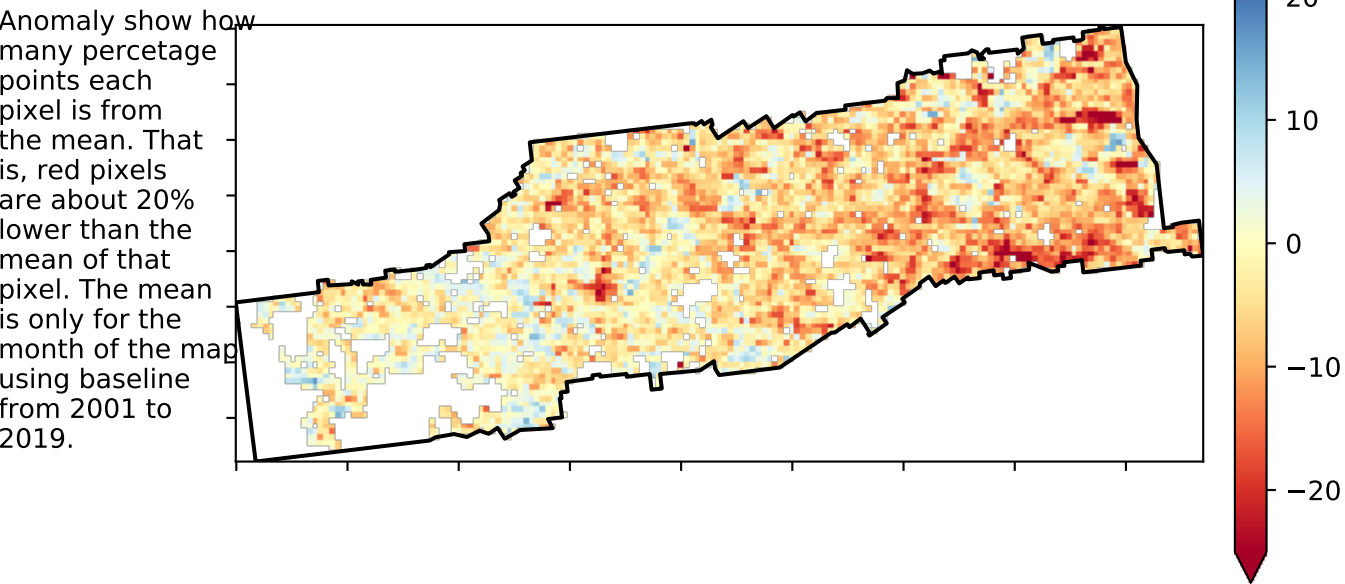 Anomaly show how
many percetage
points each
pixel is from
the mean. That
is, red pixels
are about 20%
lower than the
mean of that
pixel. The mean
is only for the
month of the map
using baseline
from 2001 to
2019.
20
10
0
−10
−20